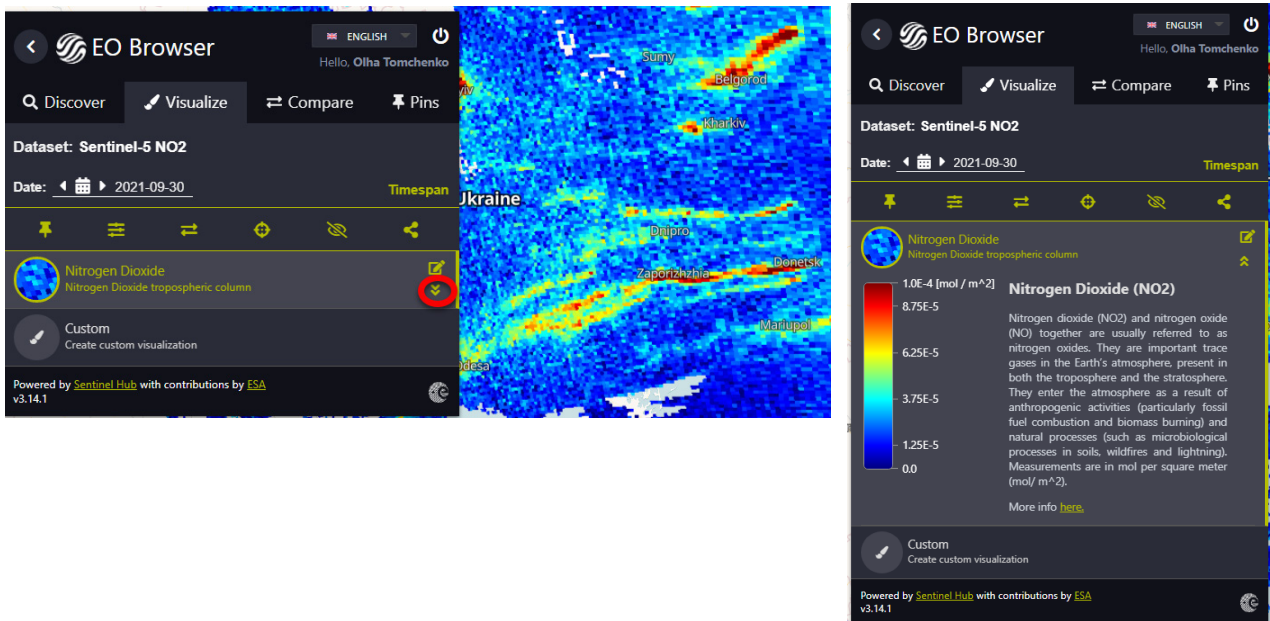 EO Browser
ENGLISH
Hello, Olha Tomchenko
Discover
Visualize
Compare
Pins
Dataset: Sentinel-5 NO2
Date: 2021-09-30
Timespan
Nitrogen Dioxide
Nitrogen Dioxide tropospheric column
Custom
Create custom visualization
Powered by Sentinel Hub with contributions by ESA
v3.14.1
Sumy
Belgorod
Kharkiv
Ukraine
Dnipro
Donetsk
Zaporizhzhia
Mariupol
Odesa
EO Browser
ENGLISH
Hello, Olha Tomchenko
Discover
Visualize
Compare
Pins
Dataset: Sentinel-5 NO2
Date: 2021-09-30
Timespan
Nitrogen Dioxide
Nitrogen Dioxide tropospheric column
1.0E-4 [mol / m^2]
8.75E-5
6.25E-5
3.75E-5
1.25E-5
0.0
Nitrogen Dioxide (NO2)
Nitrogen dioxide (NO2) and nitrogen oxide
(NO) together are usually referred to as
nitrogen oxides. They are important trace
gases in the Earth's atmosphere, present in
both the troposphere and the stratosphere.
They enter the atmosphere as a result of
anthropogenic activities (particularly fossil
fuel combustion and biomass burning) and
natural processes (such as microbiological
processes in soils, wildfires and lightning).
Measurements are in mol per square meter
(mol/ m^2).
More info here.
Custom
Create custom visualization
Powered by Sentinel Hub with contributions by ESA
v3.14.1